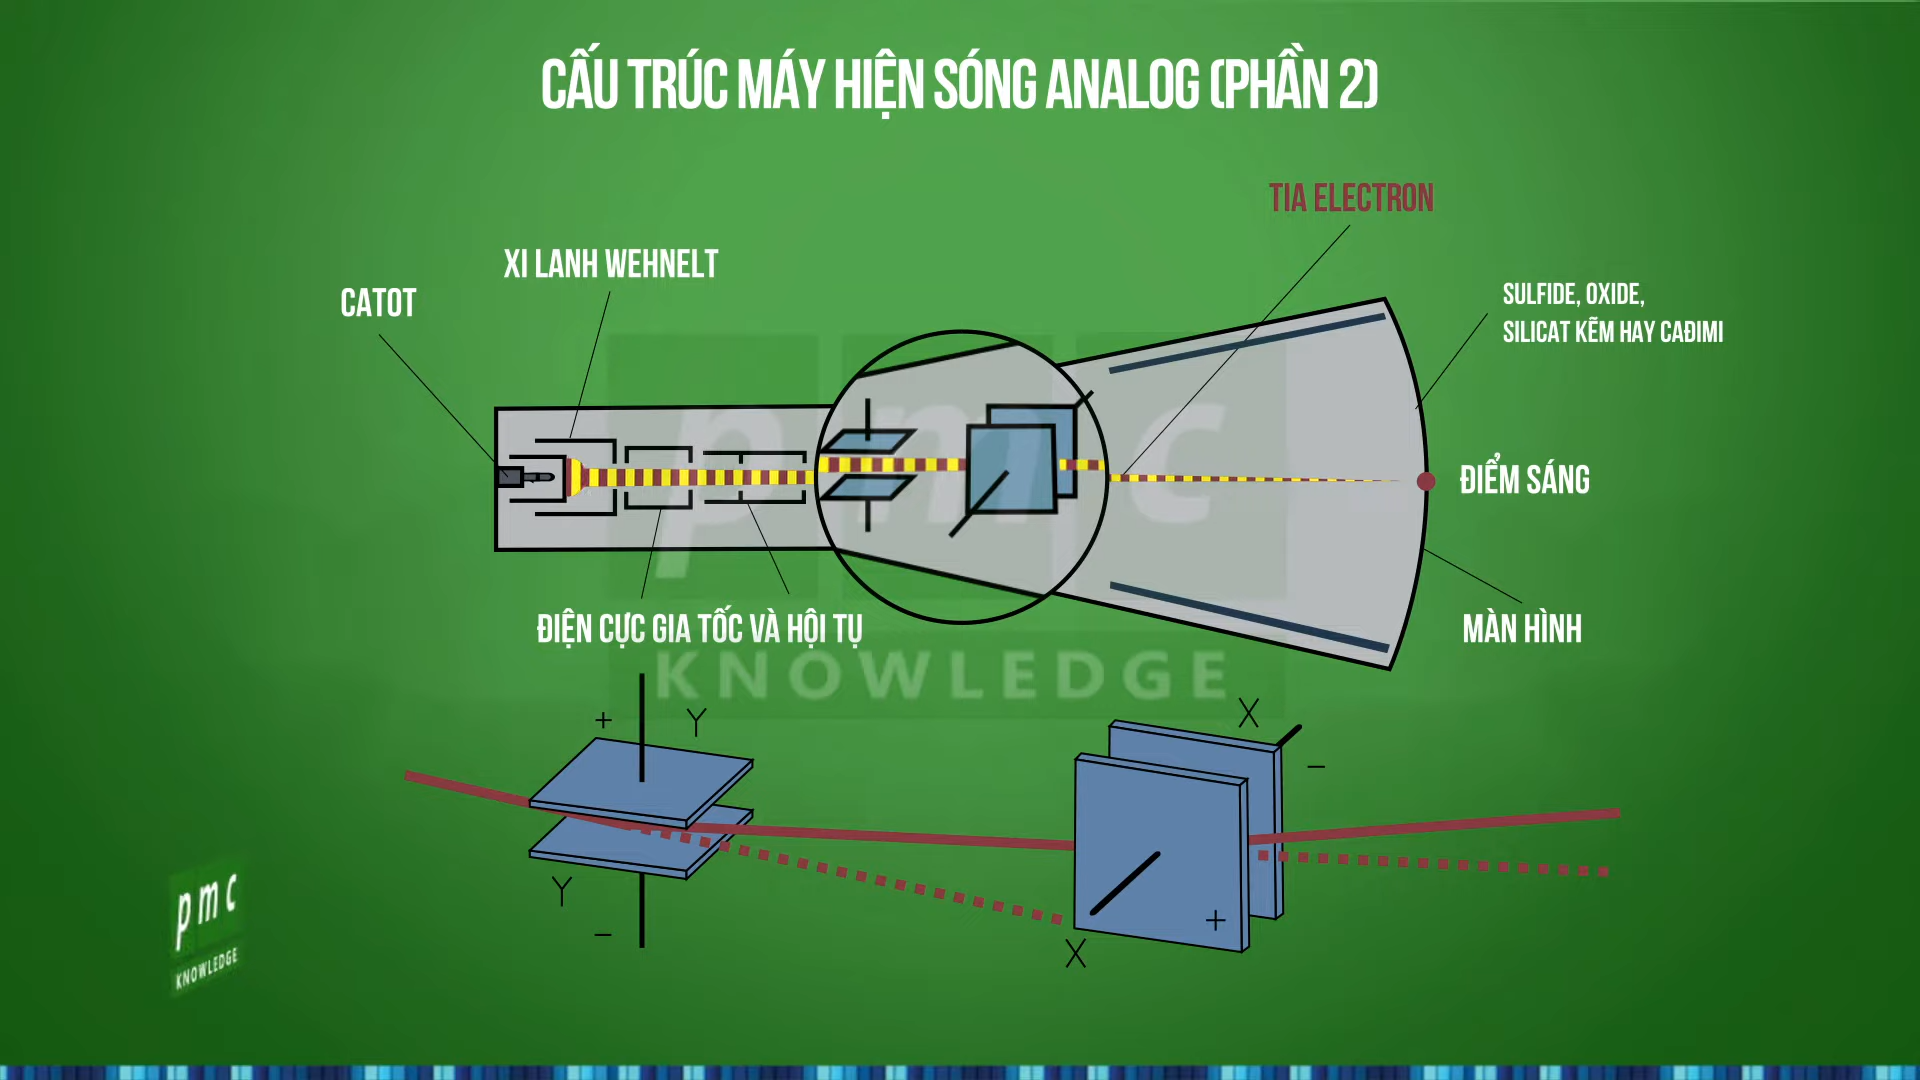 CẤU TRÚC MÁY HIỆN SÓNG ANALOG (PHẦN 2)
TIA ELECTRON
XI LANH WEHNELT
CATOT
SULFIDE, OXIDE,
SILICAT KẼM HAY CAĐIMI
ĐIỂM SÁNG
ĐIỆN CỰC GIA TỐC VÀ HỘI TỤ
MÀN HÌNH
pmc
KNOWLEDGE
+ Y
X
−
Y
−
+
X
pmc
KNOWLEDGE